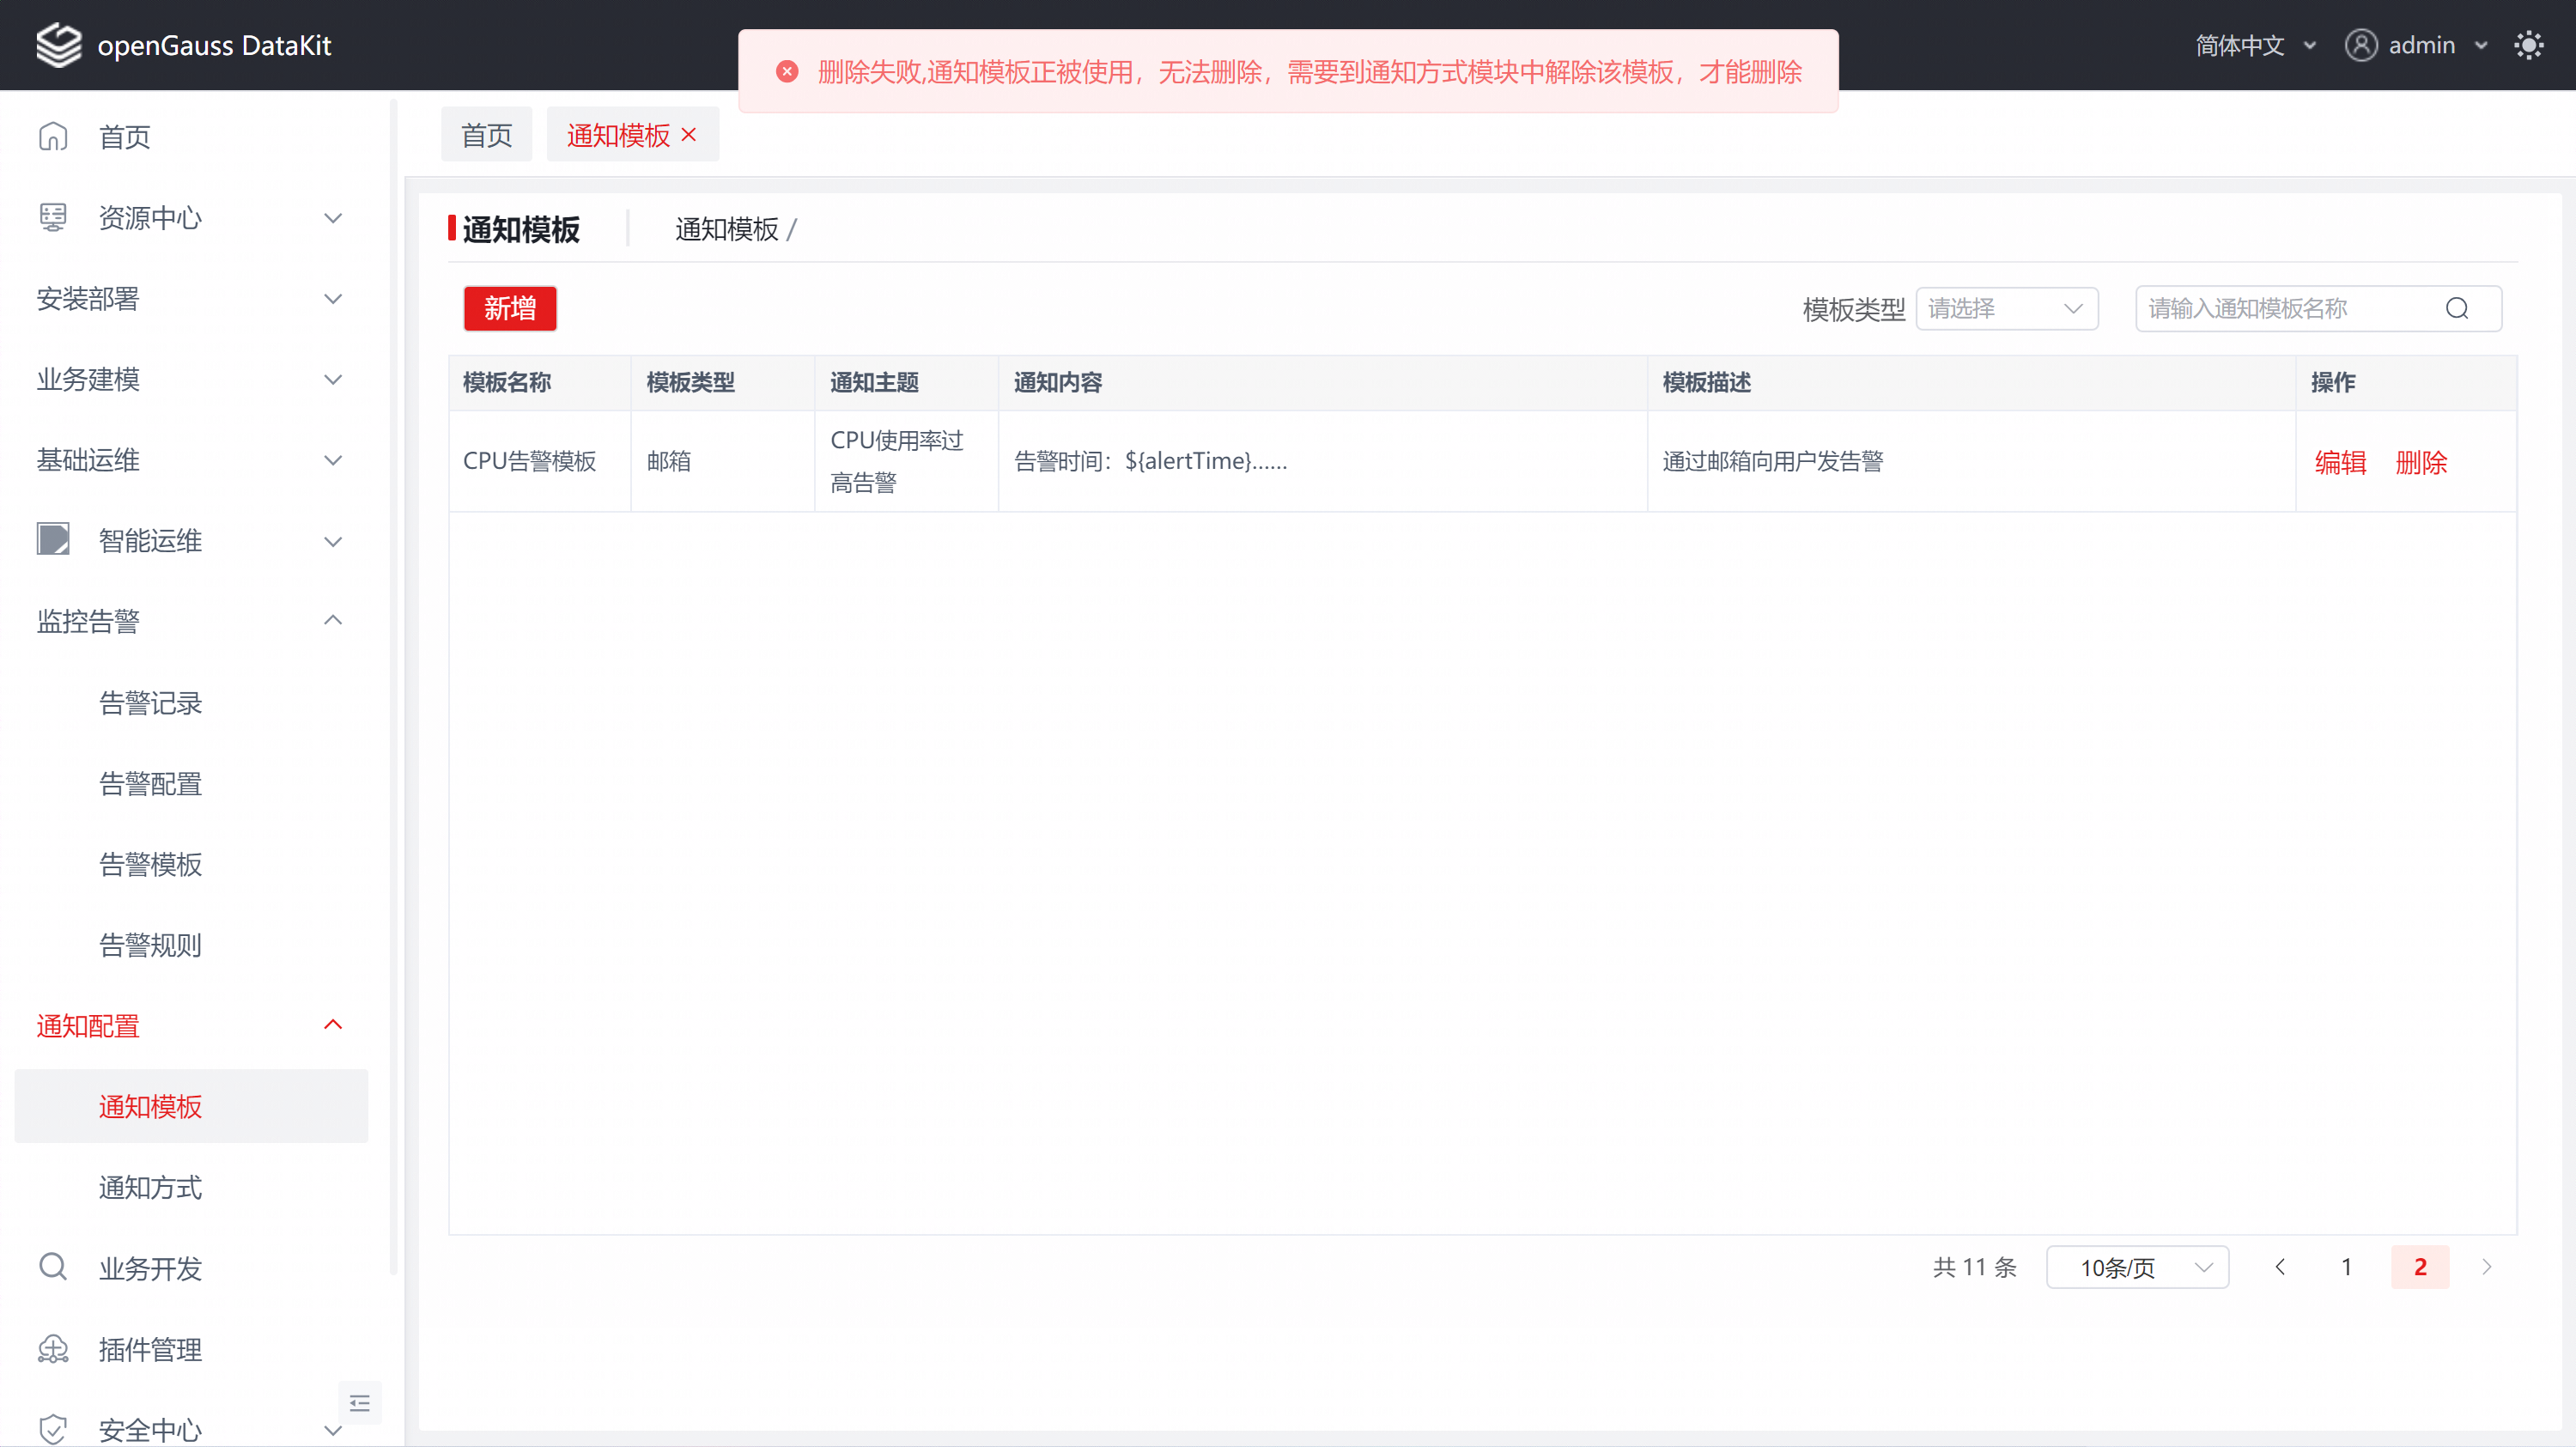 openGauss DataKit
删除失败,通知模板正被使用，无法删除，需要到通知方式模块中解除该模板，才能删除
简体中文
admin
首页
资源中心
安装部署
业务建模
基础运维
智能运维
监控告警
告警记录
告警配置
告警模板
告警规则
通知配置
通知模板
通知方式
业务开发
插件管理
安全中心
首页
通知模板
通知模板
通知模板 /
新增
模板类型 请选择
请输入通知模板名称
模板名称 模板类型 通知主题 通知内容 模板描述 操作
CPU告警模板 邮箱 CPU使用率过 告警时间：${alertTime}...... 通过邮箱向用户发告警 编辑 删除
高告警
共 11 条 10条/页 1 2